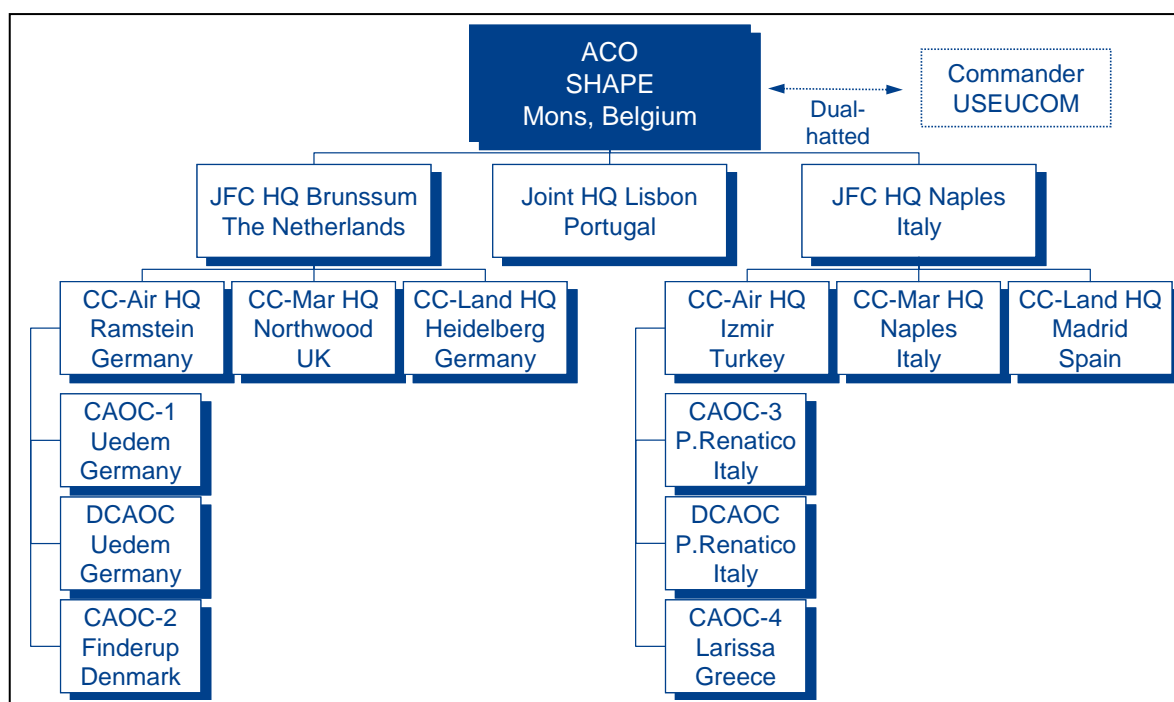 ACO
SHAPE
Mons, Belgium
Dual-
hatted
Commander
USEUCOM
JFC HQ Brunssum
The Netherlands
Joint HQ Lisbon
Portugal
JFC HQ Naples
Italy
CC-Air HQ
Ramstein
Germany
CC-Mar HQ
Northwood
UK
CC-Land HQ
Heidelberg
Germany
CC-Air HQ
Izmir
Turkey
CC-Mar HQ
Naples
Italy
CC-Land HQ
Madrid
Spain
CAOC-1
Uedem
Germany
DCAOC
Uedem
Germany
CAOC-2
Finderup
Denmark
CAOC-3
P.Renatico
Italy
DCAOC
P.Renatico
Italy
CAOC-4
Larissa
Greece